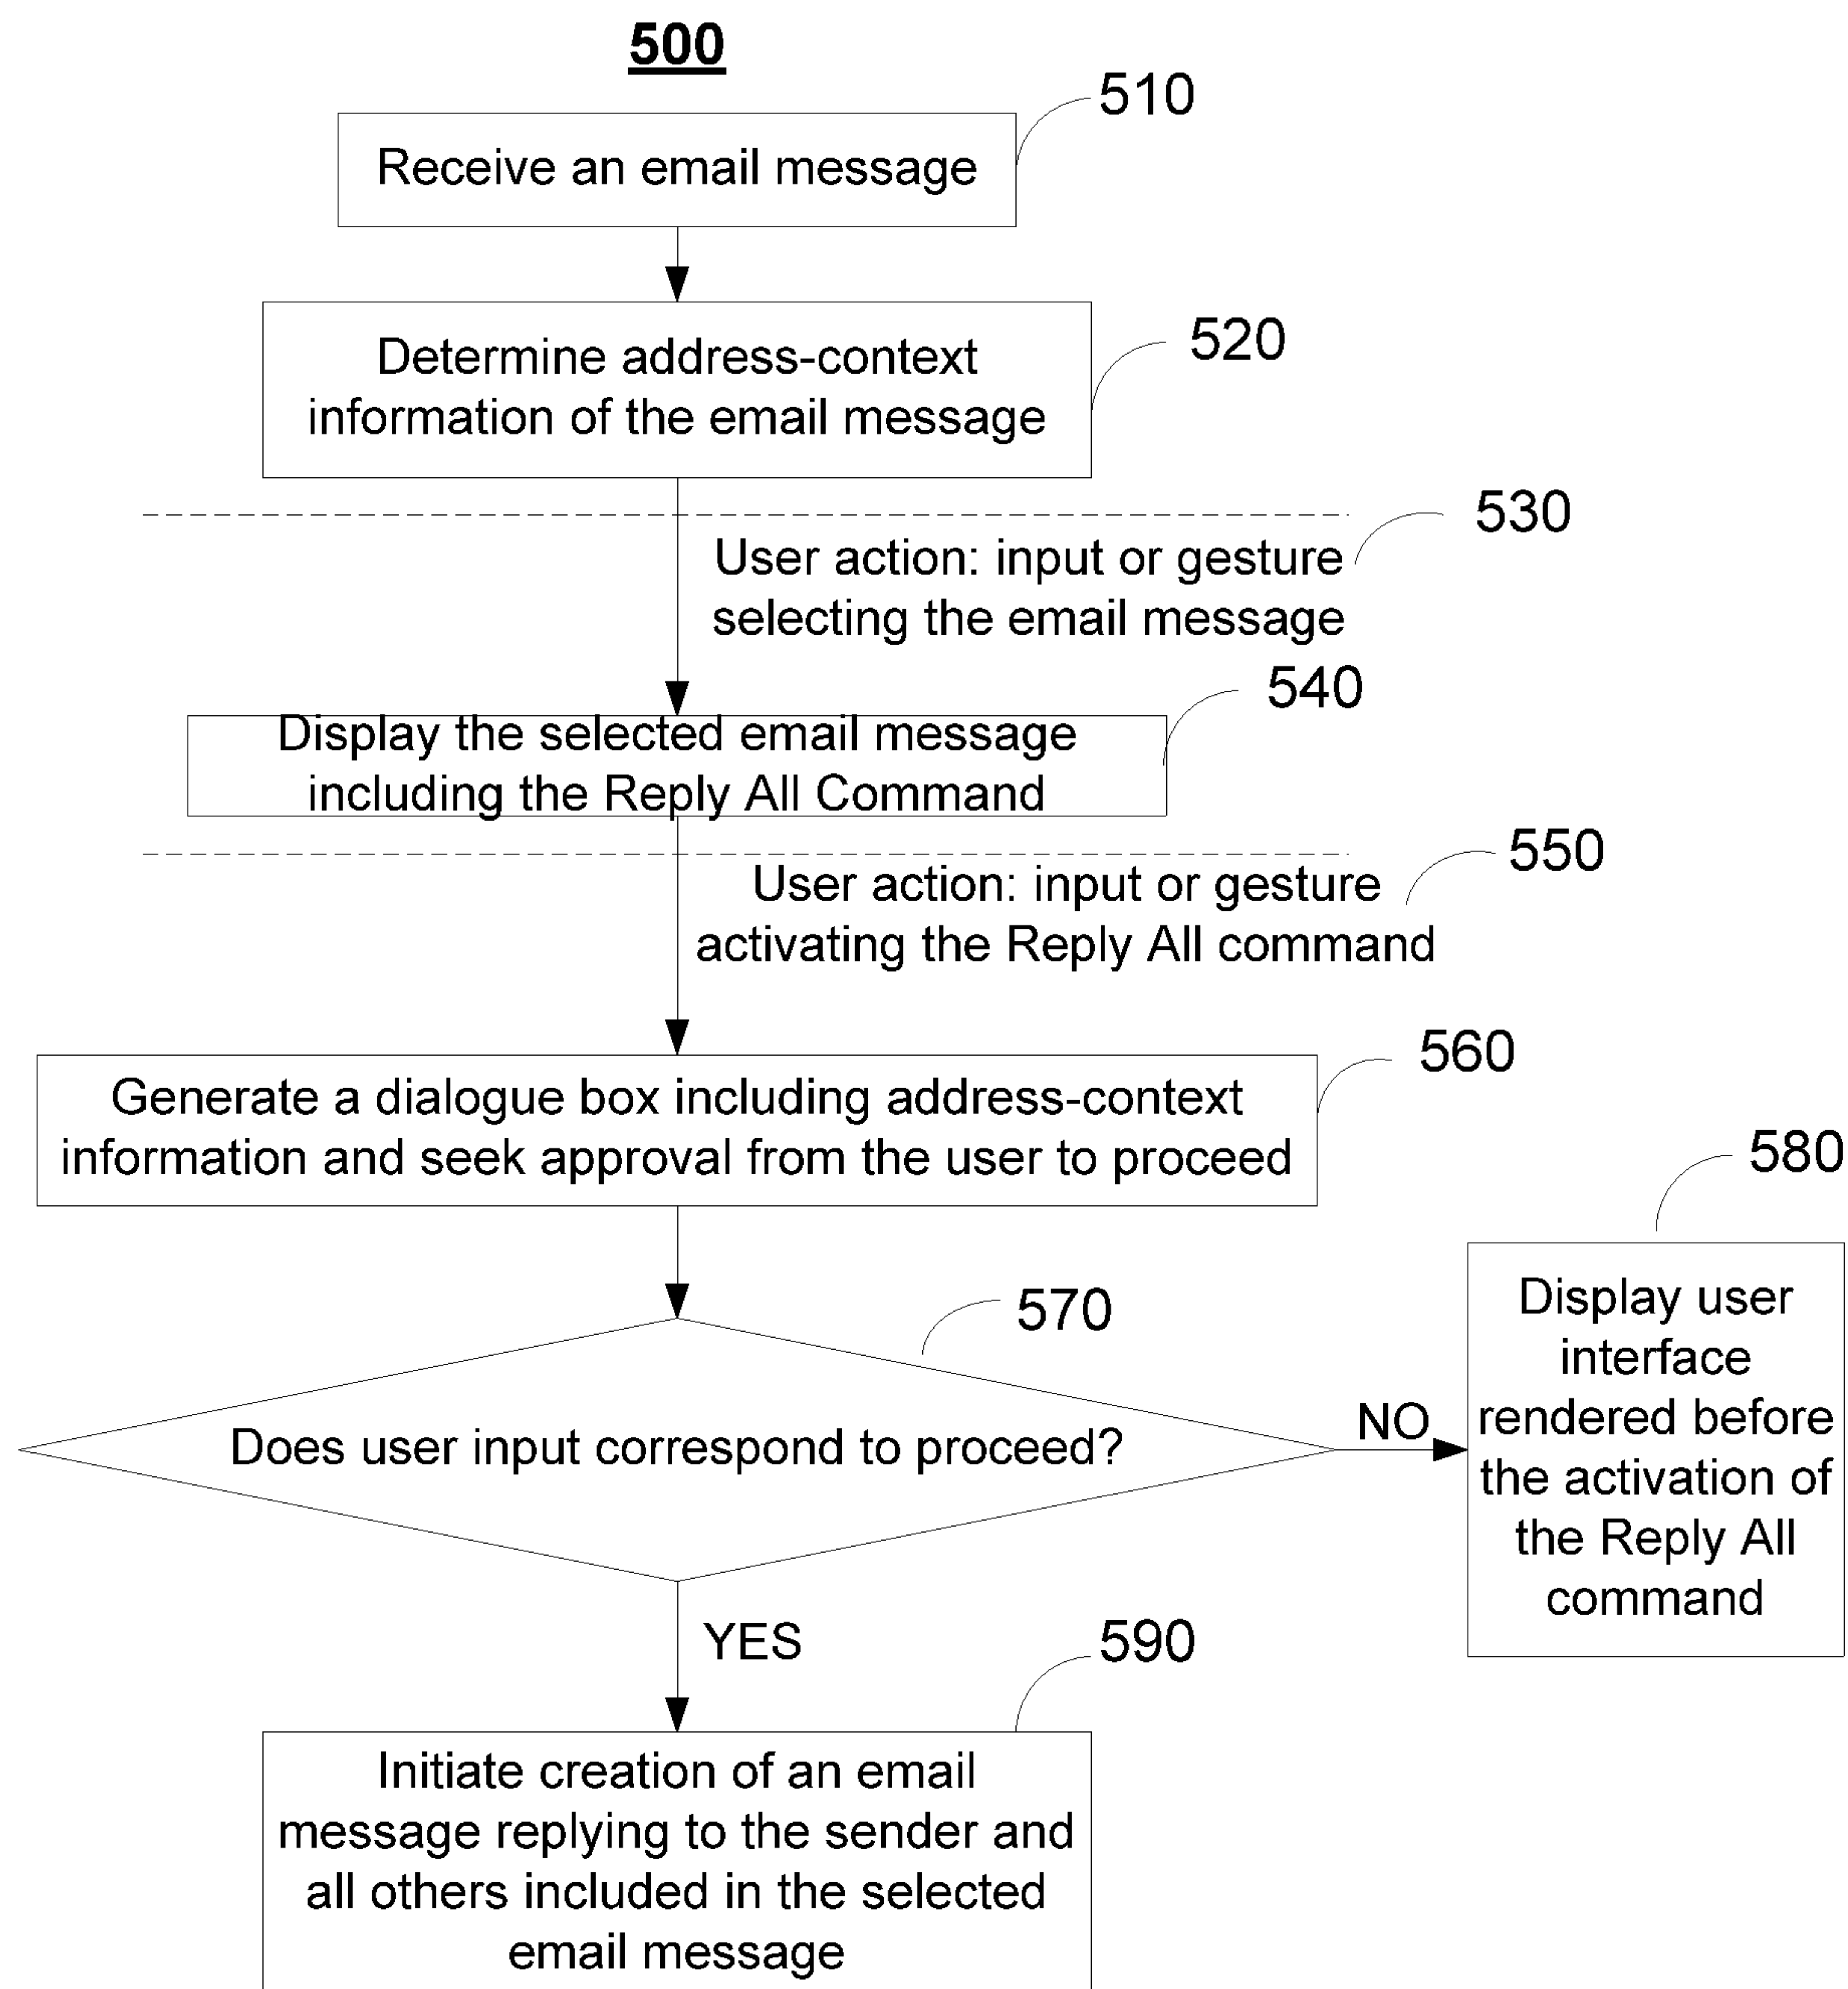 500
510
Receive an email message
520
Determine address-context
information of the email message
530
User action: input or gesture
selecting the email message
540
Display the selected email message
including the Reply All Command
550
User action: input or gesture
activating the Reply All command
560
Generate a dialogue box including address-context
information and seek approval from the user to proceed
570
Does user input correspond to proceed?
NO
580
Display user
interface
rendered before
the activation of
the Reply All
command
YES
590
Initiate creation of an email
message replying to the sender and
all others included in the selected
email message